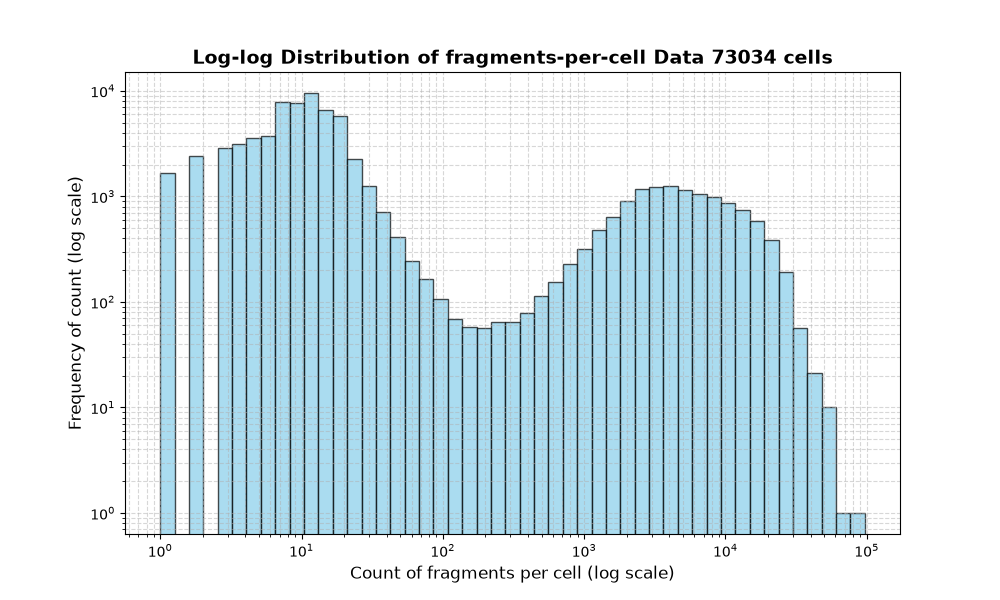 Log-log Distribution of fragments-per-cell Data 73034 cells
Frequency of count (log scale)
10⁴
10³
10²
10¹
10⁰
10⁰ 10¹ 10² 10³ 10⁴ 10⁵
Count of fragments per cell (log scale)